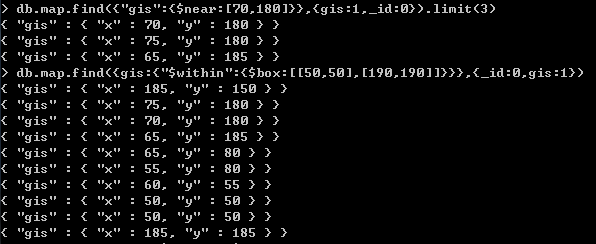 > db.map.find({"gis":{$near:[70,180]}},{gis:1,_id:0}).limit(3)
{ "gis" : { "x" : 70, "y" : 180 } }
{ "gis" : { "x" : 75, "y" : 180 } }
{ "gis" : { "x" : 65, "y" : 185 } }
> db.map.find({gis:{"$within":{$box:[[50,50],[190,190]]}}},{_id:0,gis:1})
{ "gis" : { "x" : 185, "y" : 150 } }
{ "gis" : { "x" : 75, "y" : 180 } }
{ "gis" : { "x" : 70, "y" : 180 } }
{ "gis" : { "x" : 65, "y" : 185 } }
{ "gis" : { "x" : 65, "y" : 80 } }
{ "gis" : { "x" : 55, "y" : 80 } }
{ "gis" : { "x" : 60, "y" : 55 } }
{ "gis" : { "x" : 50, "y" : 50 } }
{ "gis" : { "x" : 50, "y" : 50 } }
{ "gis" : { "x" : 185, "y" : 185 } }